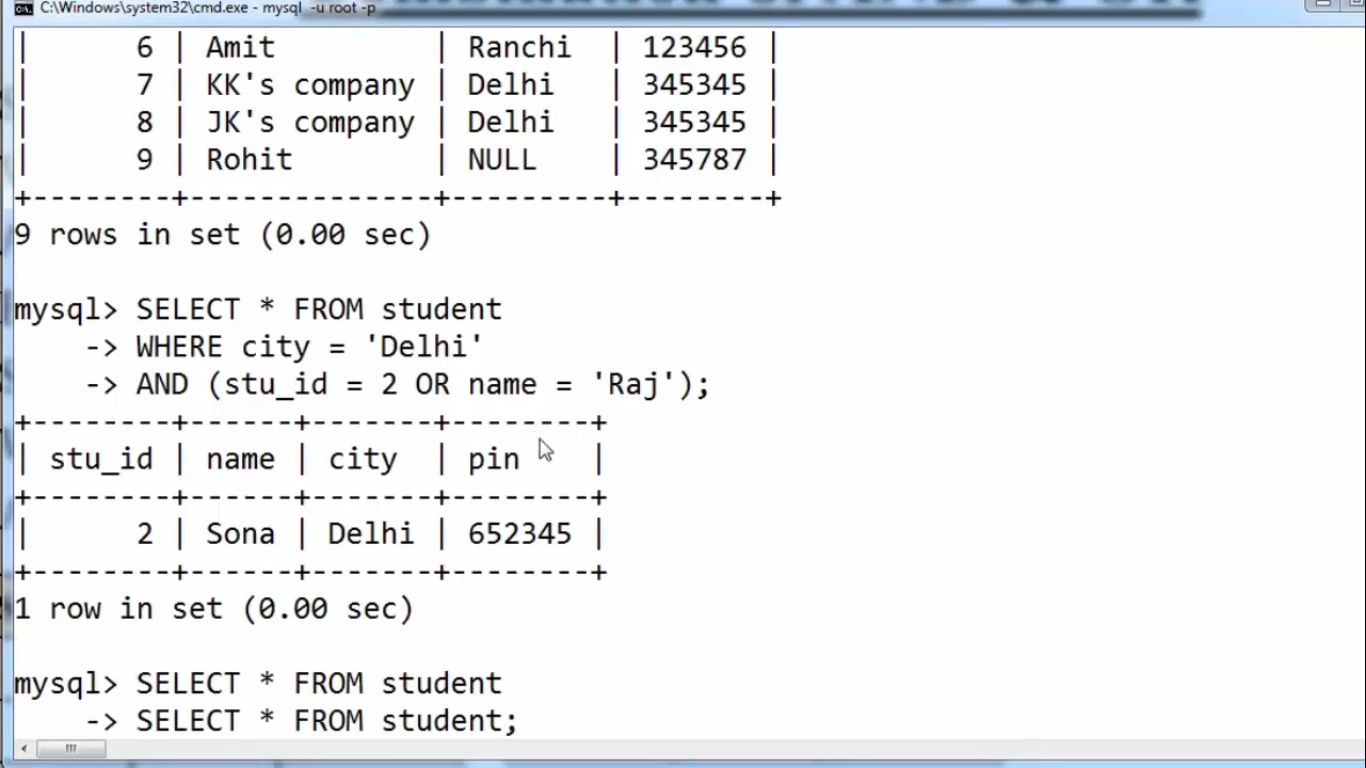 C:\Windows\system32\cmd.exe - mysql -u root -p
| 6 | Amit | Ranchi | 123456 |
| 7 | KK's company | Delhi | 345345 |
| 8 | JK's company | Delhi | 345345 |
| 9 | Rohit | NULL | 345787 |
+--------+--------------+---------+--------+
9 rows in set (0.00 sec)
mysql> SELECT * FROM student
-> WHERE city = 'Delhi'
-> AND (stu_id = 2 OR name = 'Raj');
+--------+------+-------+--------+
| stu_id | name | city | pin |
+--------+------+-------+--------+
| 2 | Sona | Delhi | 652345 |
+--------+------+-------+--------+
1 row in set (0.00 sec)
mysql> SELECT * FROM student
-> SELECT * FROM student;